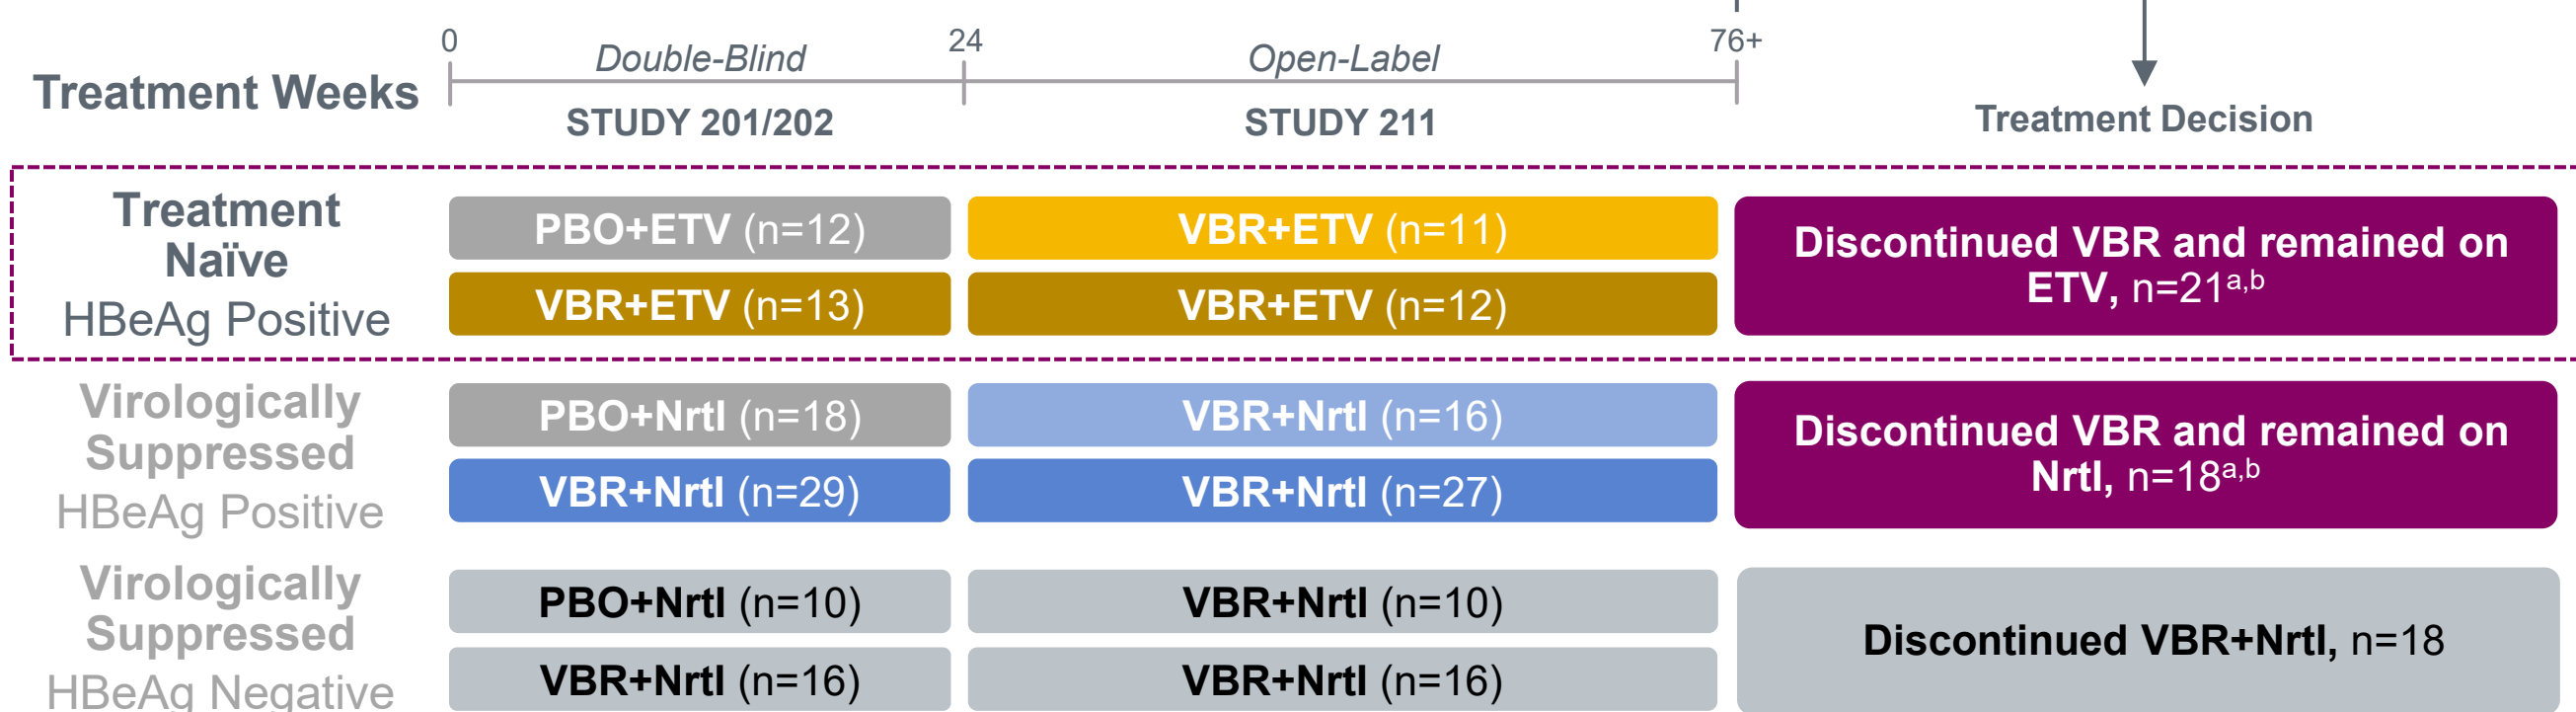 0 24 76+
Double-Blind Open-Label
Treatment Weeks
STUDY 201/202 STUDY 211 Treatment Decision
Treatment
Naïve
HBeAg Positive
PBO+ETV (n=12) VBR+ETV (n=11)
VBR+ETV (n=13) VBR+ETV (n=12)
Discontinued VBR and remained on
ETV, n=21a,b
Virologically
Suppressed
HBeAg Positive
PBO+NrtI (n=18) VBR+NrtI (n=16)
VBR+NrtI (n=29) VBR+NrtI (n=27)
Discontinued VBR and remained on
NrtI, n=18a,b
Virologically
Suppressed
HBeAg Negative
PBO+NrtI (n=10) VBR+NrtI (n=10)
VBR+NrtI (n=16) VBR+NrtI (n=16)
Discontinued VBR+NrtI, n=18